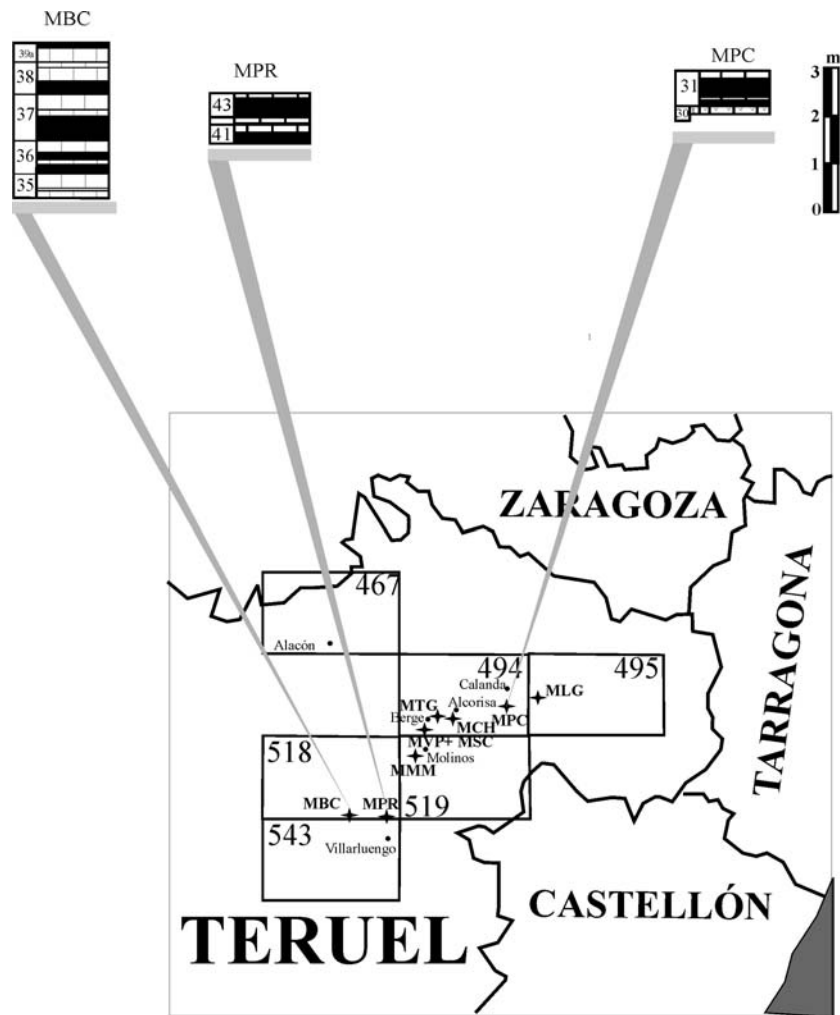 MBC
MPR
MPC
m
39a
38
37
36
35
43
41
31
30
3
2
1
0
1
ZARAGOZA
TARRAGONA
467
Alacón
494
495
Calanda
MLG
MTG
Alcorisa
Berge
MCH
MPC
MVP+ MSC
518
Molinos
MMM
MBC
MPR
519
543
Villarluengo
CASTELLÓN
TERUEL